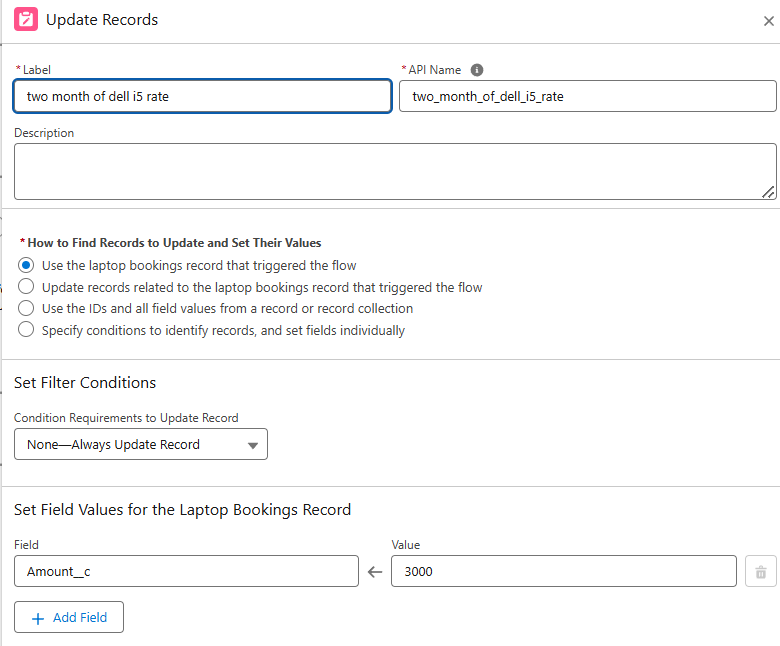 Update Records
* Label
* API Name
two month of dell i5 rate
two_month_of_dell_i5_rate
Description
* How to Find Records to Update and Set Their Values
Use the laptop bookings record that triggered the flow
Update records related to the laptop bookings record that triggered the flow
Use the IDs and all field values from a record or record collection
Specify conditions to identify records, and set fields individually
Set Filter Conditions
Condition Requirements to Update Record
None—Always Update Record
Set Field Values for the Laptop Bookings Record
Field
Value
Amount__c
3000
+ Add Field